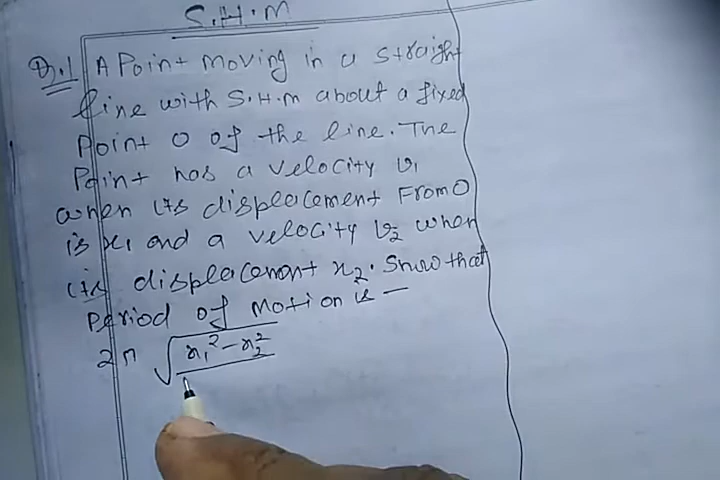 S.H.M
Q.1 A Point moving in a straight
line with S.H.M about a fixed
point O of the line. The
Point has a velocity v₁
when its displacement From O
is x₁ and a velocity v₂ when
its displacement x₂. Show that
Period of Motion is —
2π √x₁² − x₂²